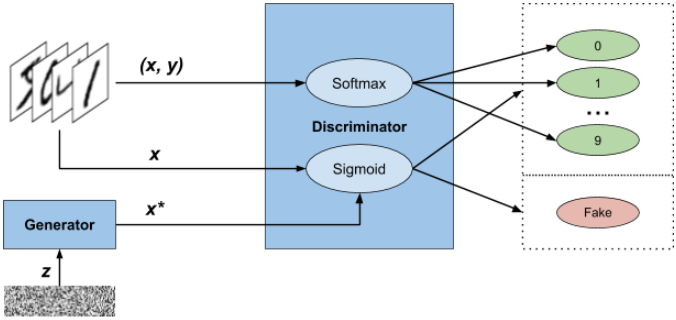 (x, y)
Softmax
Discriminator
x
Sigmoid
x*
Generator
z
0
1
...
9
Fake